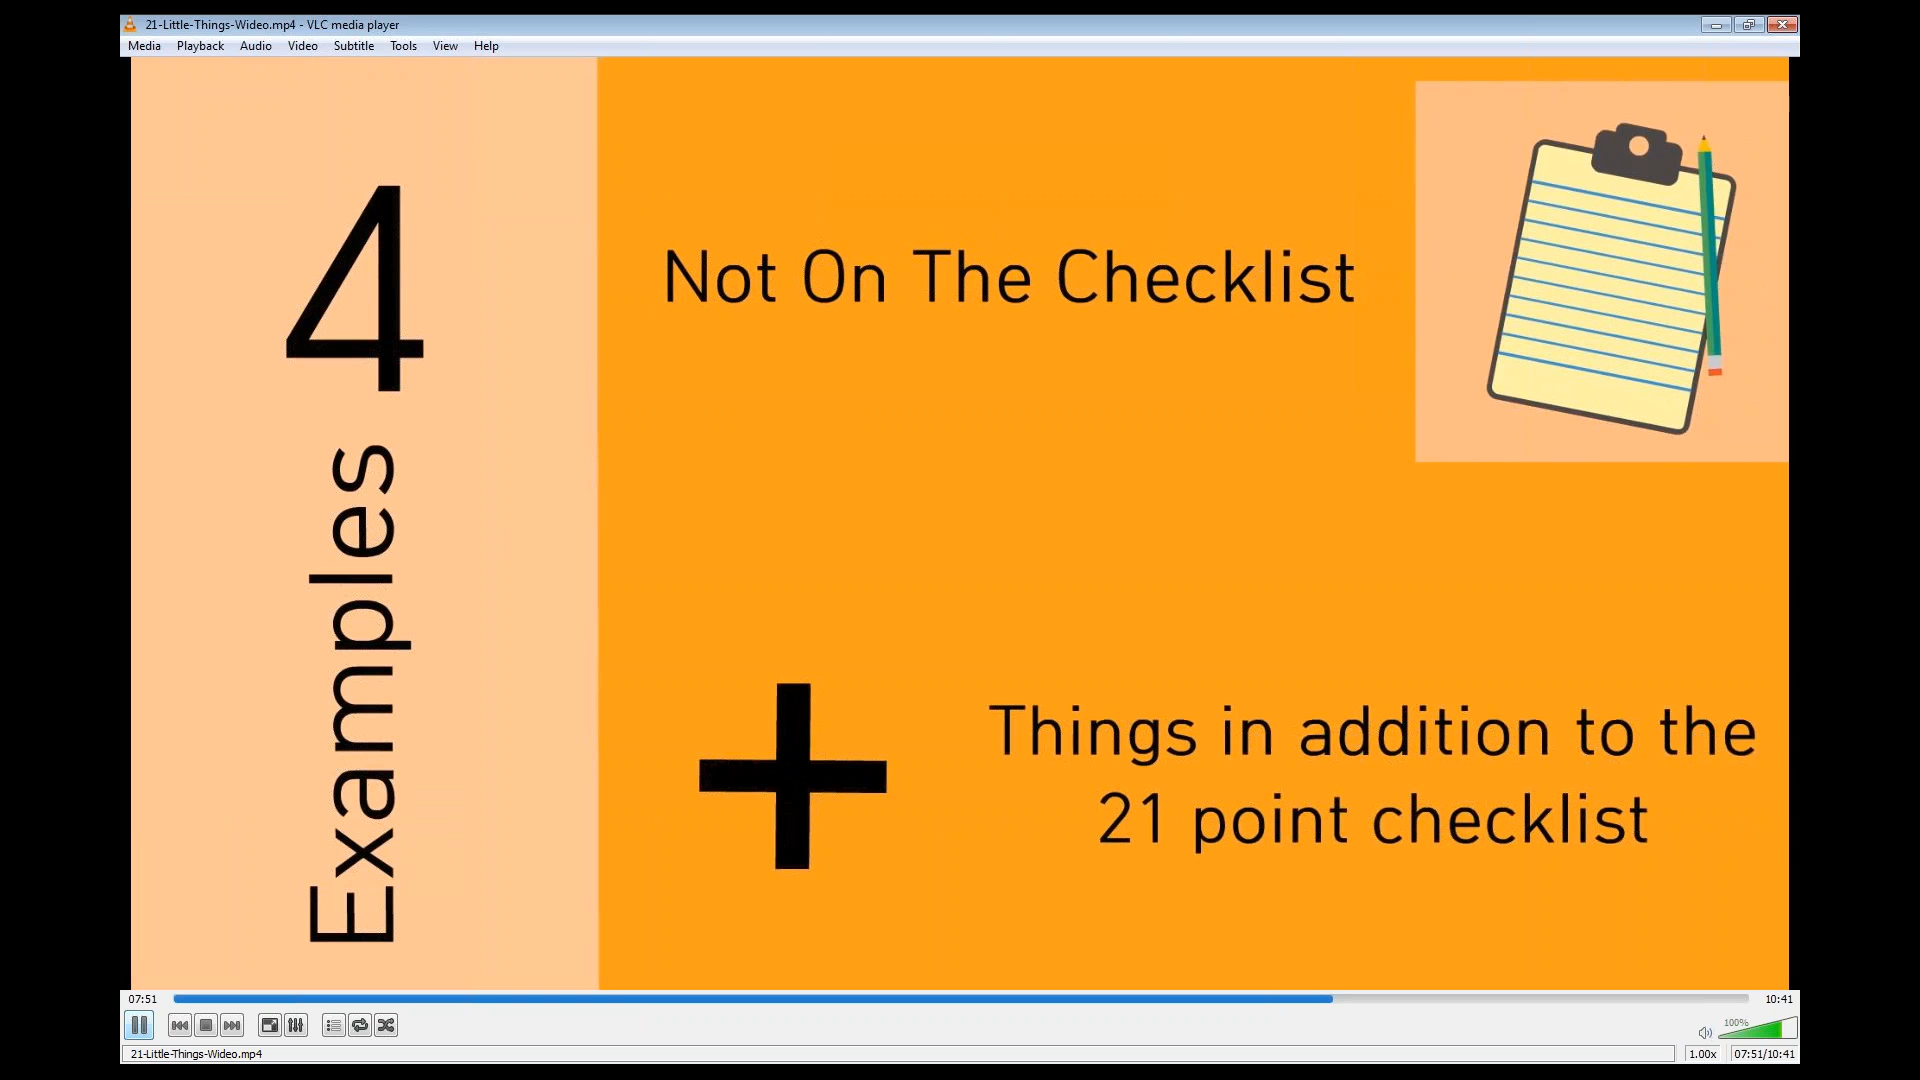 21-Little-Things-Wideo.mp4 - VLC media player
Media Playback Audio Video Subtitle Tools View Help
4
Examples
Not On The Checklist
Things in addition to the
21 point checklist
07:51
10:41
100%
21-Little-Things-Wideo.mp4
1.00x
07:51/10:41